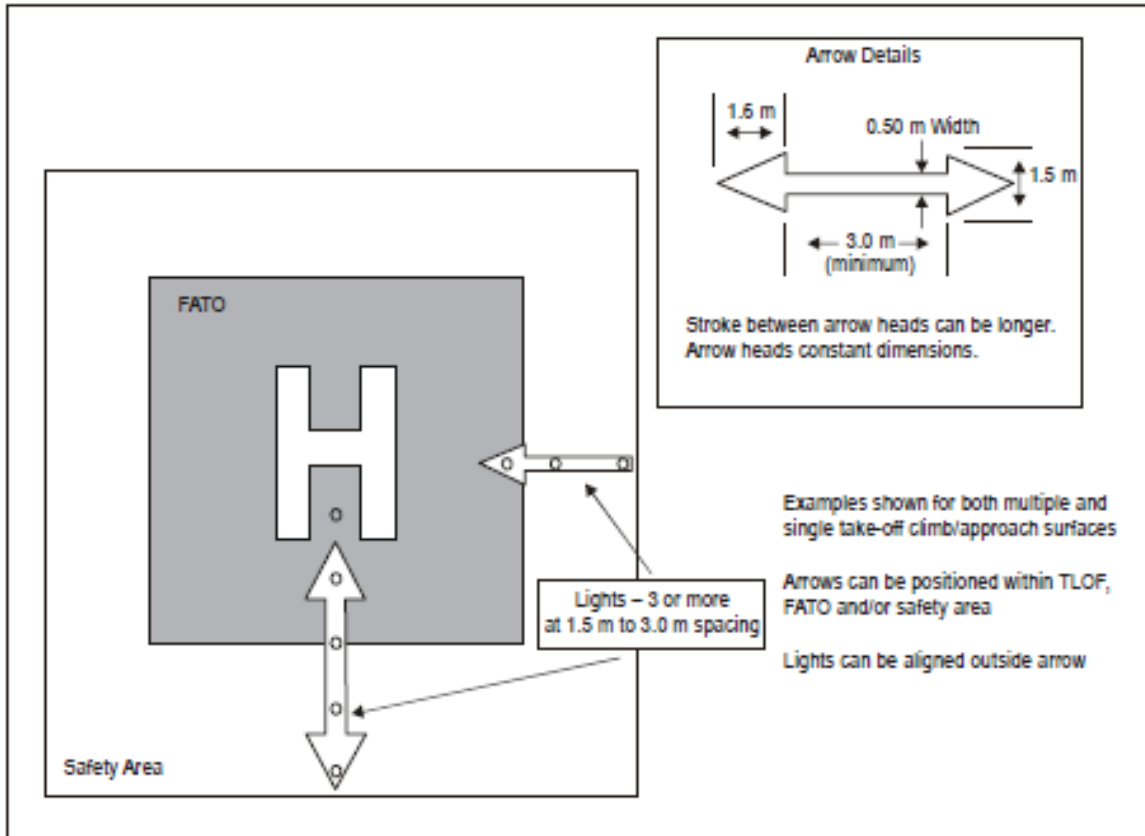 Arrow Details
1.6 m
0.50 m Width
1.5 m
3.0 m
(minimum)
Stroke between arrow heads can be longer.
Arrow heads constant dimensions.
FATO
H
Examples shown for both multiple and
single take-off climb/approach surfaces
Lights – 3 or more
at 1.5 m to 3.0 m spacing
Arrows can be positioned within TLOF,
FATO and/or safety area
Lights can be aligned outside arrow
Safety Area